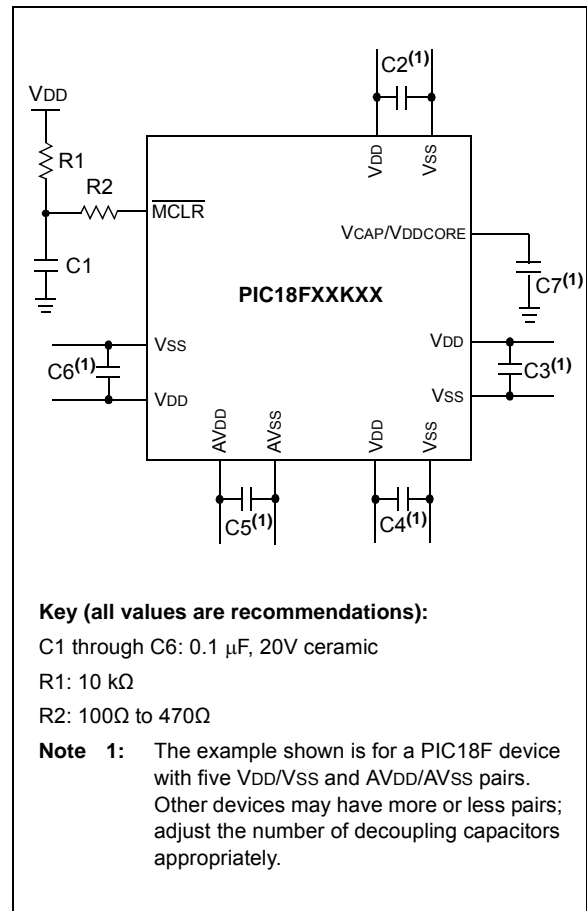 C2(1)
VDD
R1
R2
C1
VDD
VSS
MCLR
VCAP/VDDCORE
PIC18FXXKXX
C7(1)
VSS
C6(1)
VDD
VDD
C3(1)
VSS
AVDD
AVSS
VDD
VSS
C5(1)
C4(1)
Key (all values are recommendations):
C1 through C6: 0.1 μF, 20V ceramic
R1: 10 kΩ
R2: 100Ω to 470Ω
Note 1: The example shown is for a PIC18F device
with five VDD/VSS and AVDD/AVSS pairs.
Other devices may have more or less pairs;
adjust the number of decoupling capacitors
appropriately.